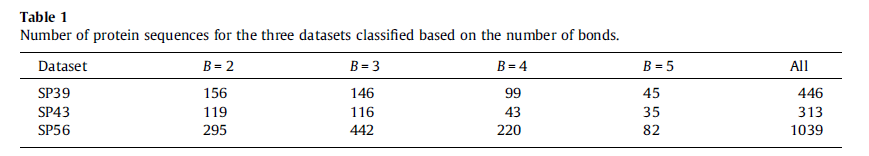 Table 1
Number of protein sequences for the three datasets classified based on the number of bonds.
Dataset B = 2 B = 3 B = 4 B = 5 All
SP39 156 146 99 45 446
SP43 119 116 43 35 313
SP56 295 442 220 82 1039